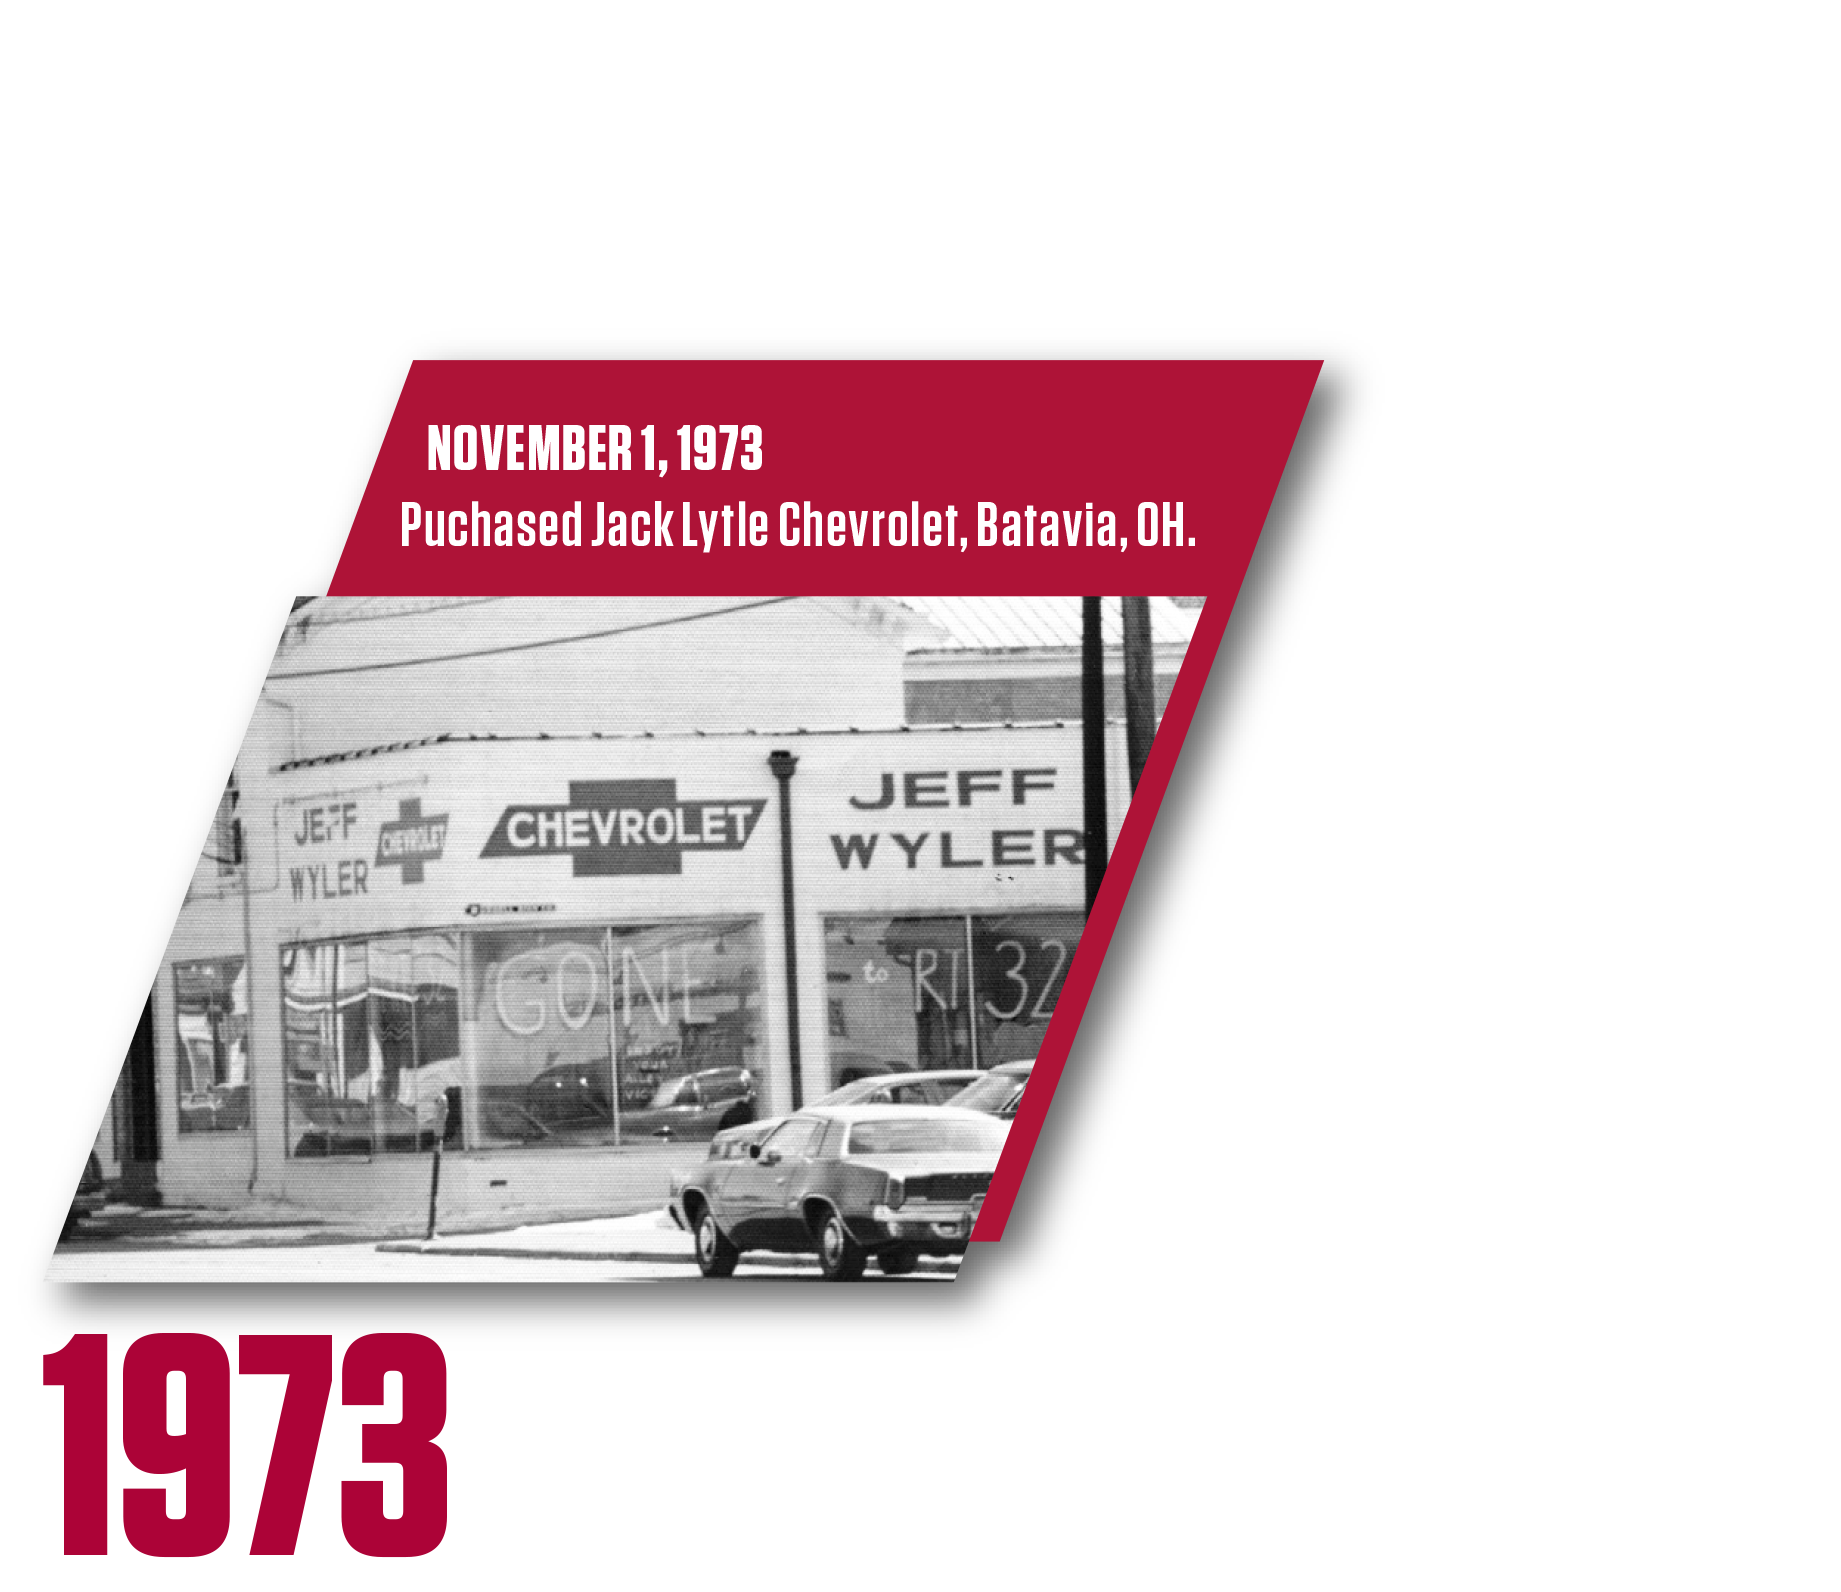 NOVEMBER 1, 1973
Puchased Jack Lytle Chevrolet, Batavia, OH.
JEFF
WYLER
CHEVROLET
CHEVROLET
JEFF
WYLER
GONE
to RT 32
1973